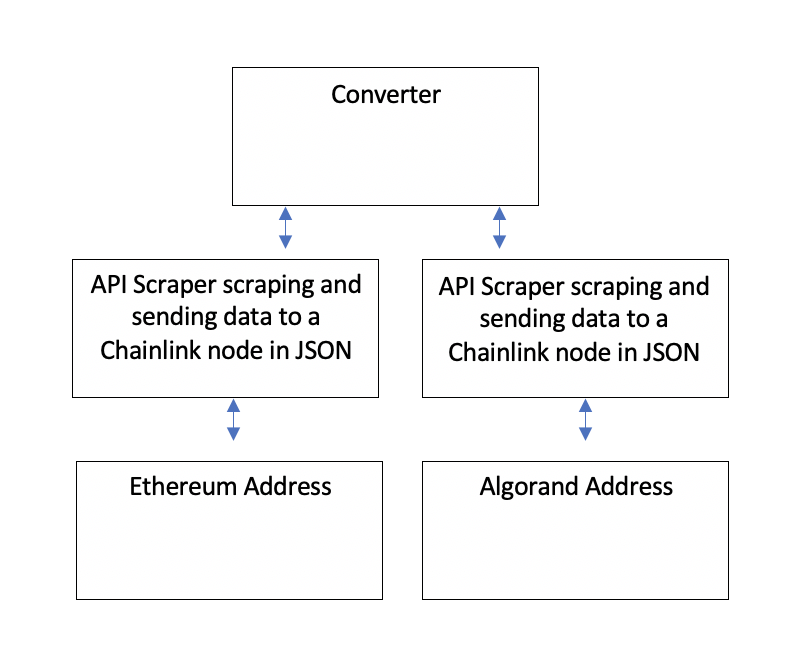 Converter
API Scraper scraping and
sending data to a
Chainlink node in JSON
API Scraper scraping and
sending data to a
Chainlink node in JSON
Ethereum Address
Algorand Address